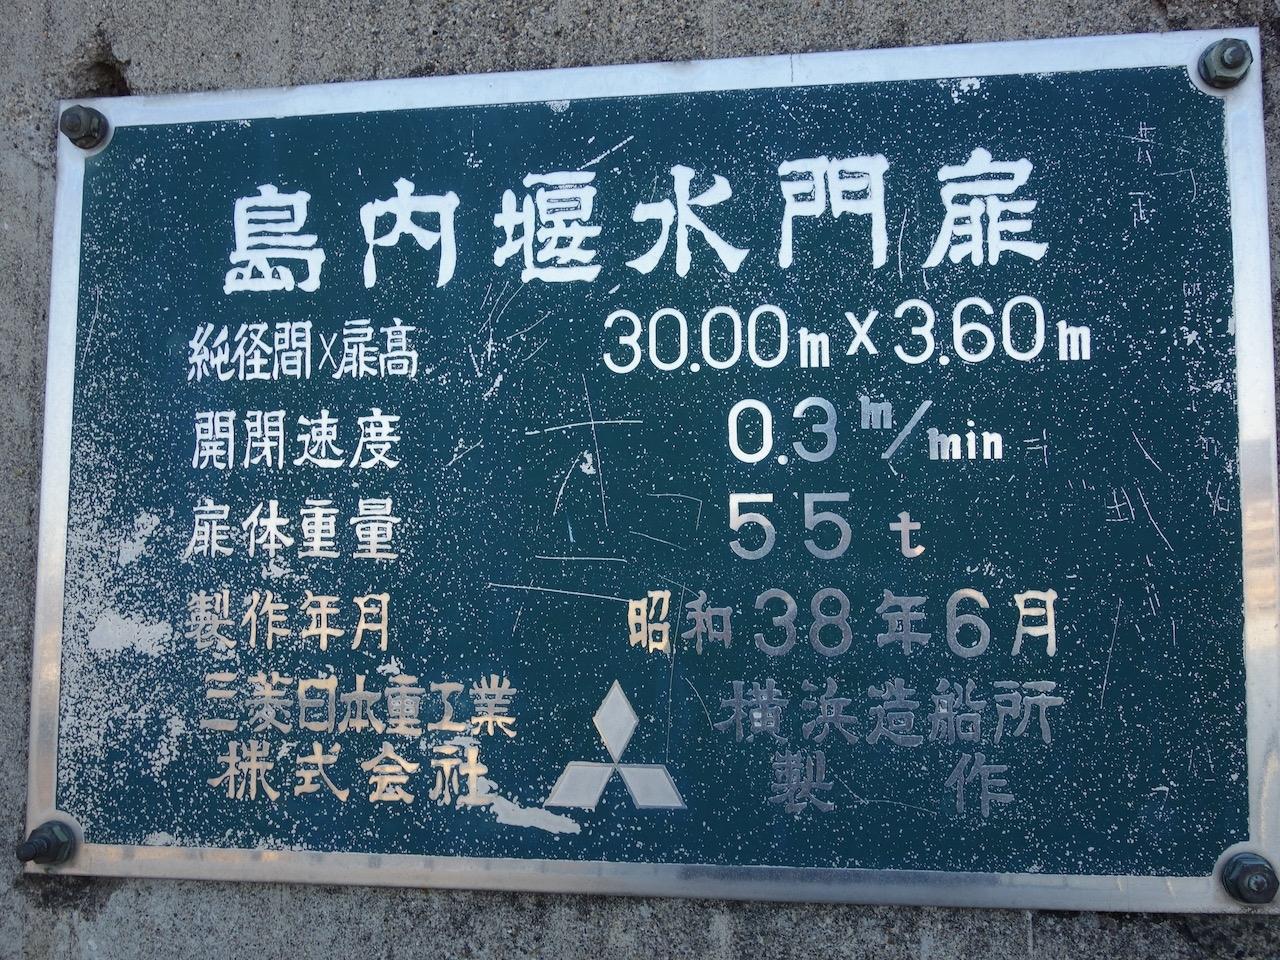 島内堰水門扉
純径間×扉高 30.00m×3.60m
開閉速度 0.3m/min
扉体重量 55t
製作年月 昭和38年6月
三菱日本重工業
株式会社
横浜造船所
製作